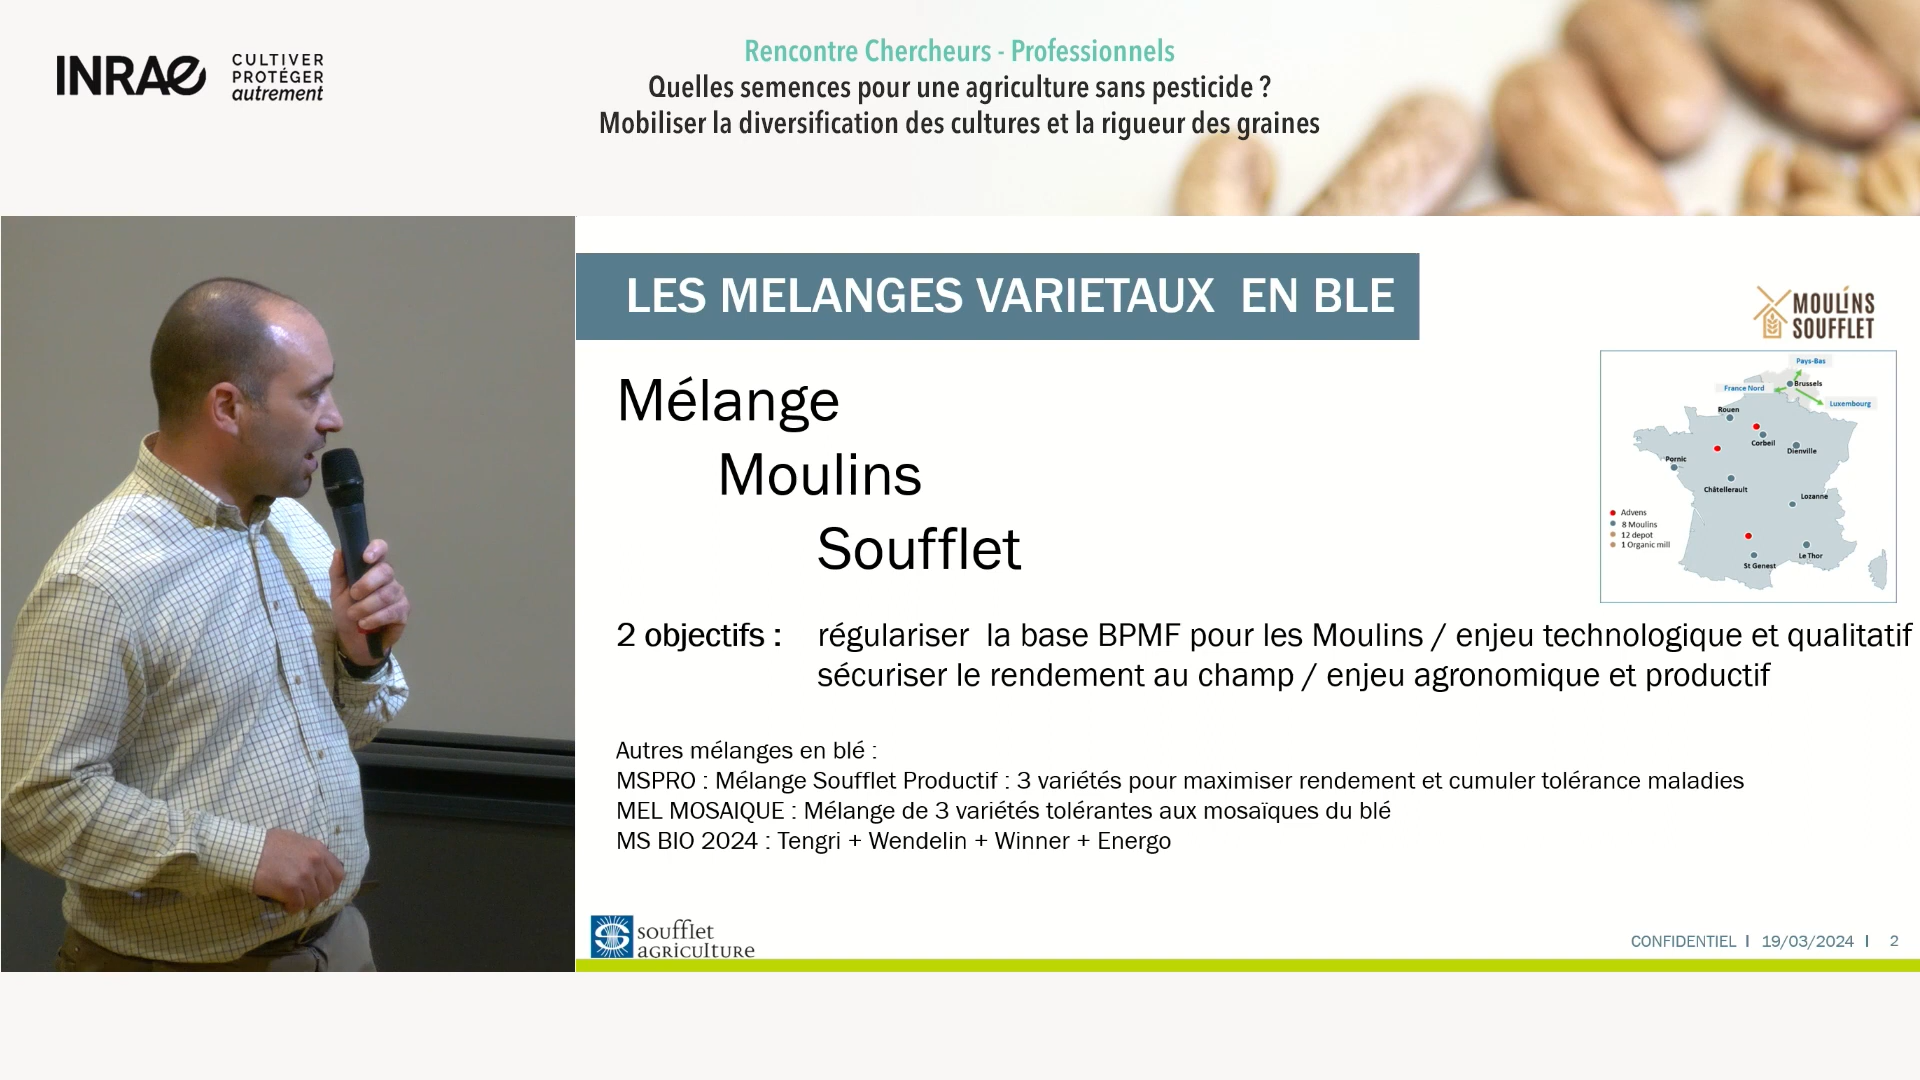 INRAE
CULTIVER
PROTÉGER
autrement
Rencontre Chercheurs - Professionnels
Quelles semences pour une agriculture sans pesticide ?
Mobiliser la diversification des cultures et la rigueur des graines
LES MELANGES VARIETAUX EN BLE
MOULINS
SOUFFLET
Mélange
Moulins
Soufflet
Pays-Bas
Brussels
France Nord
Luxembourg
Rouen
Corbeil
Dienville
Pornic
Châtellerault
Lozanne
Advens
8 Moulins
12 depot
1 Organic mill
Le Thor
St Genest
2 objectifs : régulariser la base BPMF pour les Moulins / enjeu technologique et qualitatif
sécuriser le rendement au champ / enjeu agronomique et productif
Autres mélanges en blé :
MSPRO : Mélange Soufflet Productif : 3 variétés pour maximiser rendement et cumuler tolérance maladies
MEL MOSAIQUE : Mélange de 3 variétés tolérantes aux mosaïques du blé
MS BIO 2024 : Tengri + Wendelin + Winner + Energo
soufflet
agriculture
CONFIDENTIEL I 19/03/2024 I 2